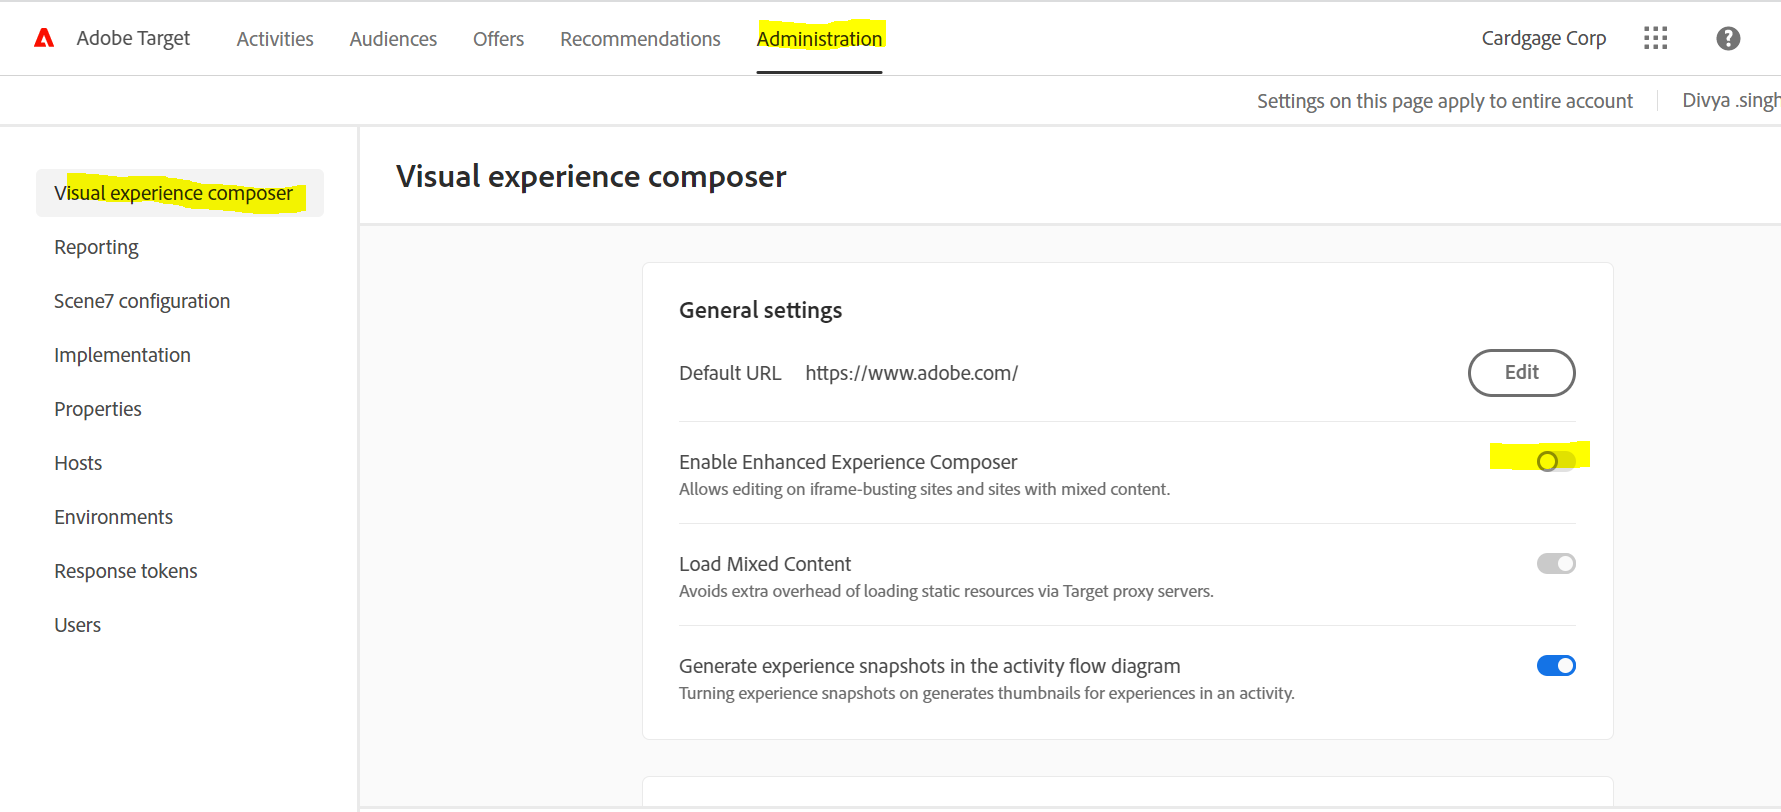 Adobe Target Activities Audiences Offers Recommendations Administration Cardgage Corp
Settings on this page apply to entire account Divya .singh
Visual experience composer
Reporting
Scene7 configuration
Implementation
Properties
Hosts
Environments
Response tokens
Users
Visual experience composer
General settings
Default URL https://www.adobe.com/ Edit
Enable Enhanced Experience Composer
Allows editing on iframe-busting sites and sites with mixed content.
Load Mixed Content
Avoids extra overhead of loading static resources via Target proxy servers.
Generate experience snapshots in the activity flow diagram
Turning experience snapshots on generates thumbnails for experiences in an activity.